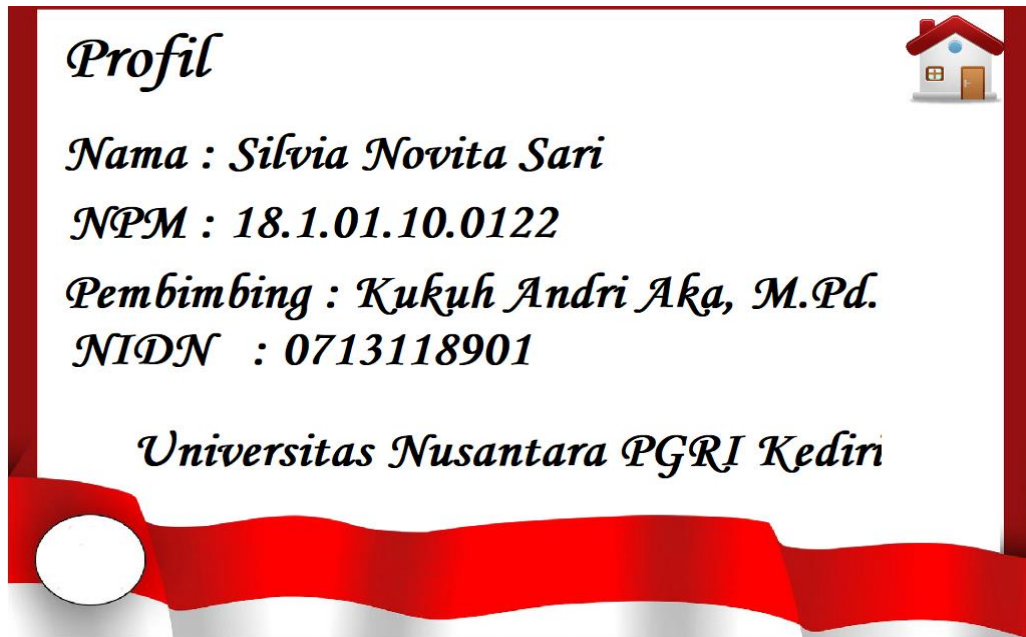 Profil
Nama : Silvia Novita Sari
NPM : 18.1.01.10.0122
Pembimbing : Kukuh Andri Aka, M.Pd.
NIDN : 0713118901
Universitas Nusantara PGRI Kediri